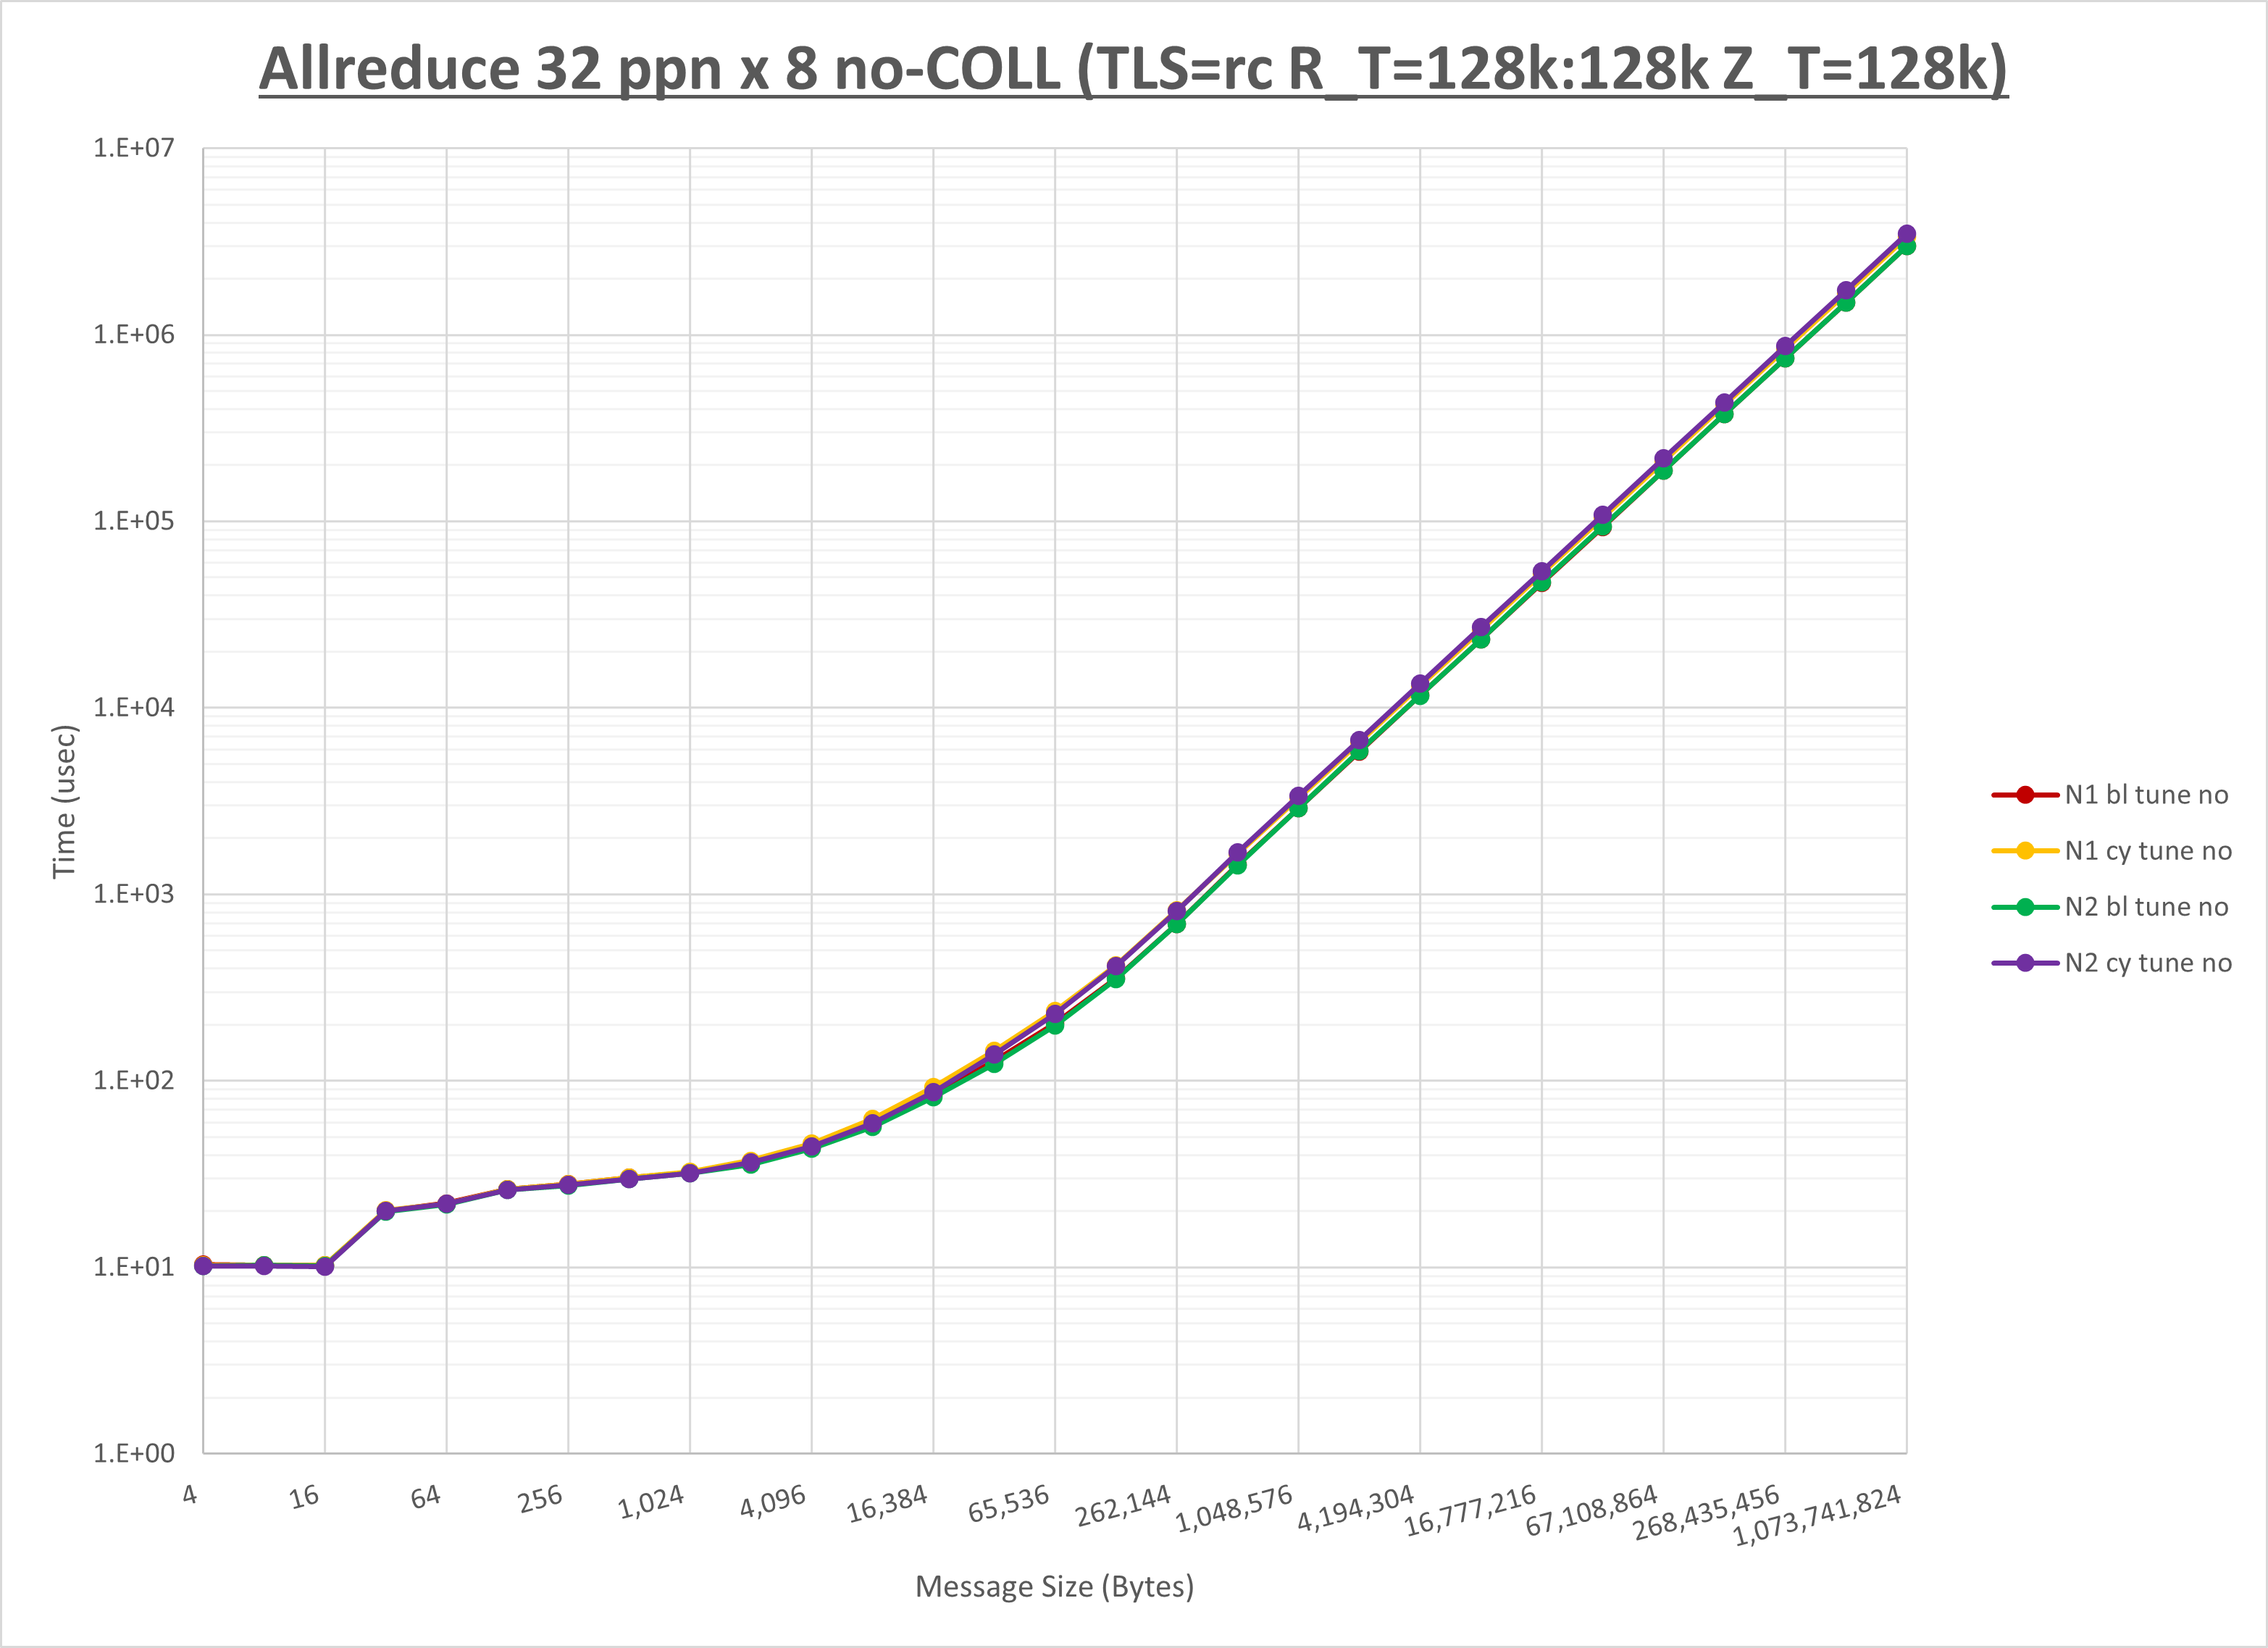 Allreduce 32 ppn x 8 no-COLL (TLS=rc R_T=128k:128k Z_T=128k)
1.E+07
1.E+06
1.E+05
1.E+04
1.E+03
1.E+02
1.E+01
1.E+00
Time (usec)
4
16
64
256
1,024
4,096
16,384
65,536
262,144
1,048,576
4,194,304
16,777,216
67,108,864
268,435,456
1,073,741,824
Message Size (Bytes)
N1 bl tune no
N1 cy tune no
N2 bl tune no
N2 cy tune no